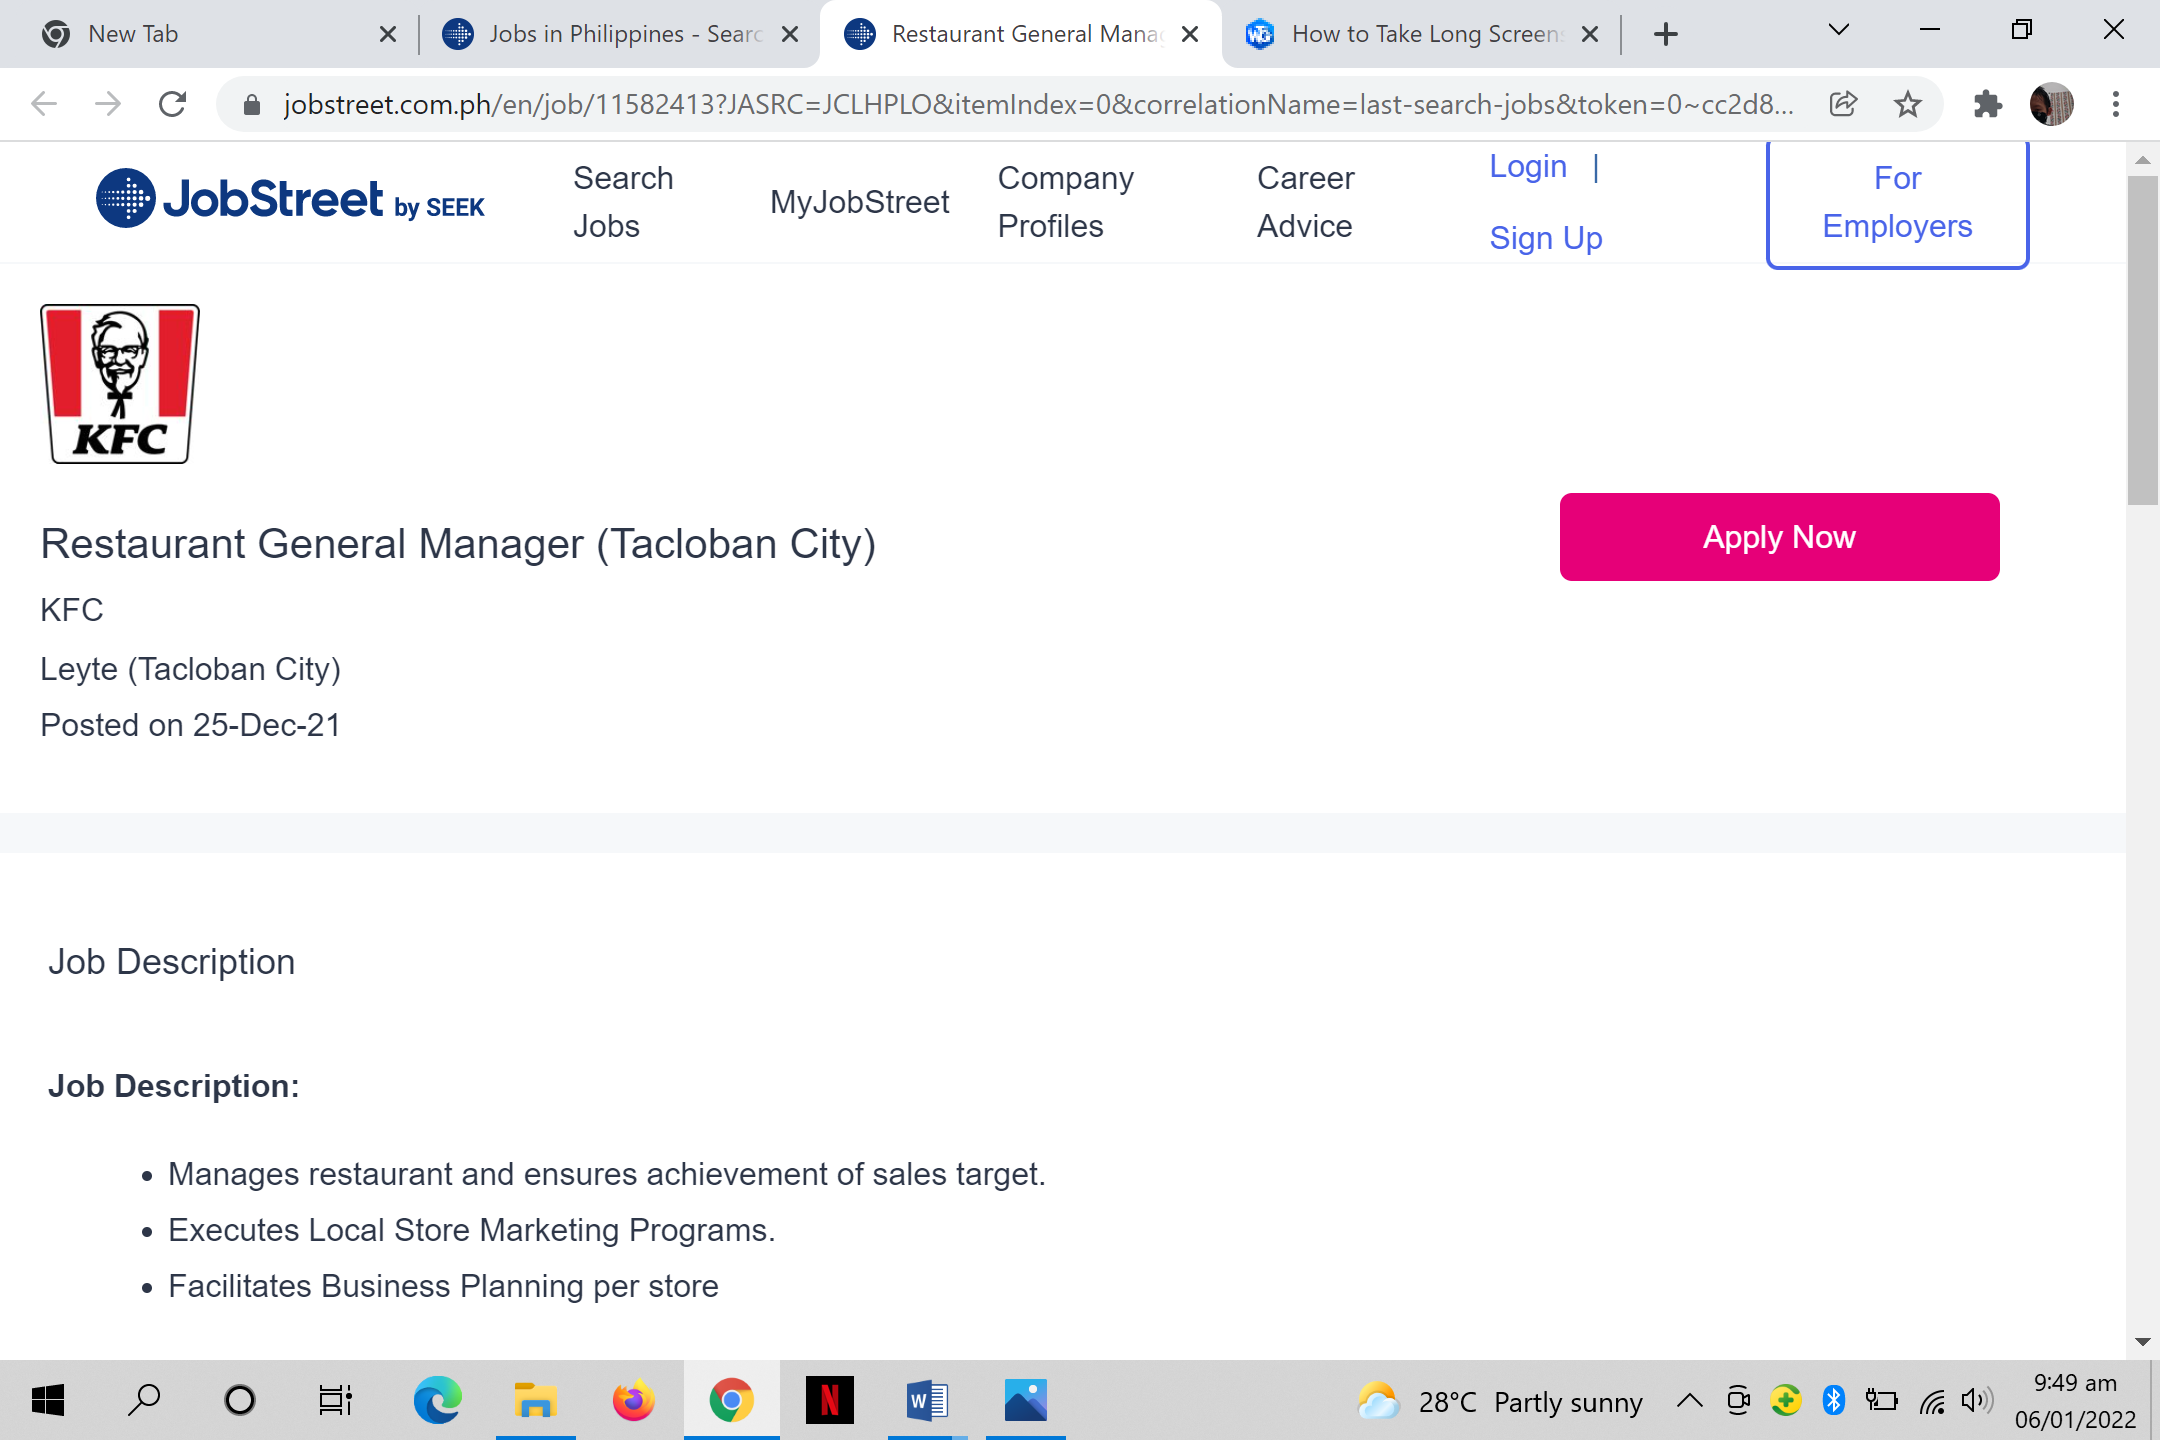 New Tab
Jobs in Philippines - Searc
Restaurant General Mana
How to Take Long Screen
jobstreet.com.ph/en/job/11582413?JASRC=JCLHPLO&itemIndex=0&correlationName=last-search-jobs&token=0~cc2d8...
JobStreet by SEEK
Search Jobs
MyJobStreet
Company Profiles
Career Advice
Login |
Sign Up
For Employers
KFC
Restaurant General Manager (Tacloban City)
Apply Now
KFC
Leyte (Tacloban City)
Posted on 25-Dec-21
Job Description
Job Description:
• Manages restaurant and ensures achievement of sales target.
• Executes Local Store Marketing Programs.
• Facilitates Business Planning per store
28°C Partly sunny
9:49 am
06/01/2022